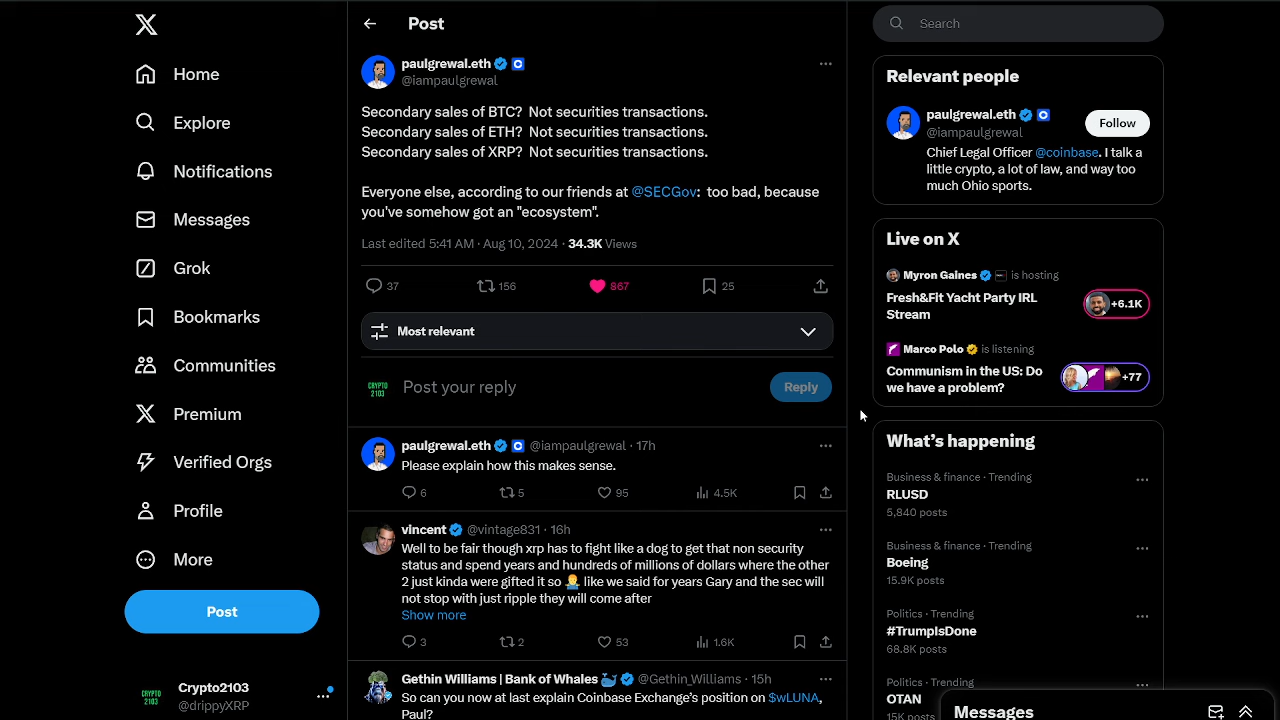 Home
Explore
Notifications
Messages
Grok
Bookmarks
Communities
Premium
Verified Orgs
Profile
More
Post
Crypto2103
@drippyXRP
Post
paulgrewal.eth
@iampaulgrewal
Secondary sales of BTC? Not securities transactions.
Secondary sales of ETH? Not securities transactions.
Secondary sales of XRP? Not securities transactions.
Everyone else, according to our friends at @SECGov: too bad, because
you've somehow got an "ecosystem".
Last edited 5:41 AM · Aug 10, 2024 · 34.3K Views
37 156 867 25
Most relevant
CRYPTO
2103
Post your reply
Reply
paulgrewal.eth @iampaulgrewal · 17h
Please explain how this makes sense.
6 5 95 4.5K
vincent @vintage831 · 16h
Well to be fair though xrp has to fight like a dog to get that non security
status and spend years and hundreds of millions of dollars where the other
2 just kinda were gifted it so 🤷‍♂️ like we said for years Gary and the sec will
not stop with just ripple they will come after
Show more
3 2 53 1.6K
Gethin Williams | Bank of Whales 🐳 @Gethin_Williams · 15h
So can you now at last explain Coinbase Exchange's position on $wLUNA,
Paul?
Search
Relevant people
paulgrewal.eth
@iampaulgrewal
Follow
Chief Legal Officer @coinbase. I talk a
little crypto, a lot of law, and way too
much Ohio sports.
Live on X
Myron Gaines is hosting
Fresh&Fit Yacht Party IRL
Stream
+6.1K
Marco Polo is listening
Communism in the US: Do
we have a problem?
+77
What's happening
Business & finance · Trending
RLUSD
5,840 posts
Business & finance · Trending
Boeing
15.9K posts
Politics · Trending
#TrumpIsDone
68.8K posts
Politics · Trending
OTAN
15K posts
Messages